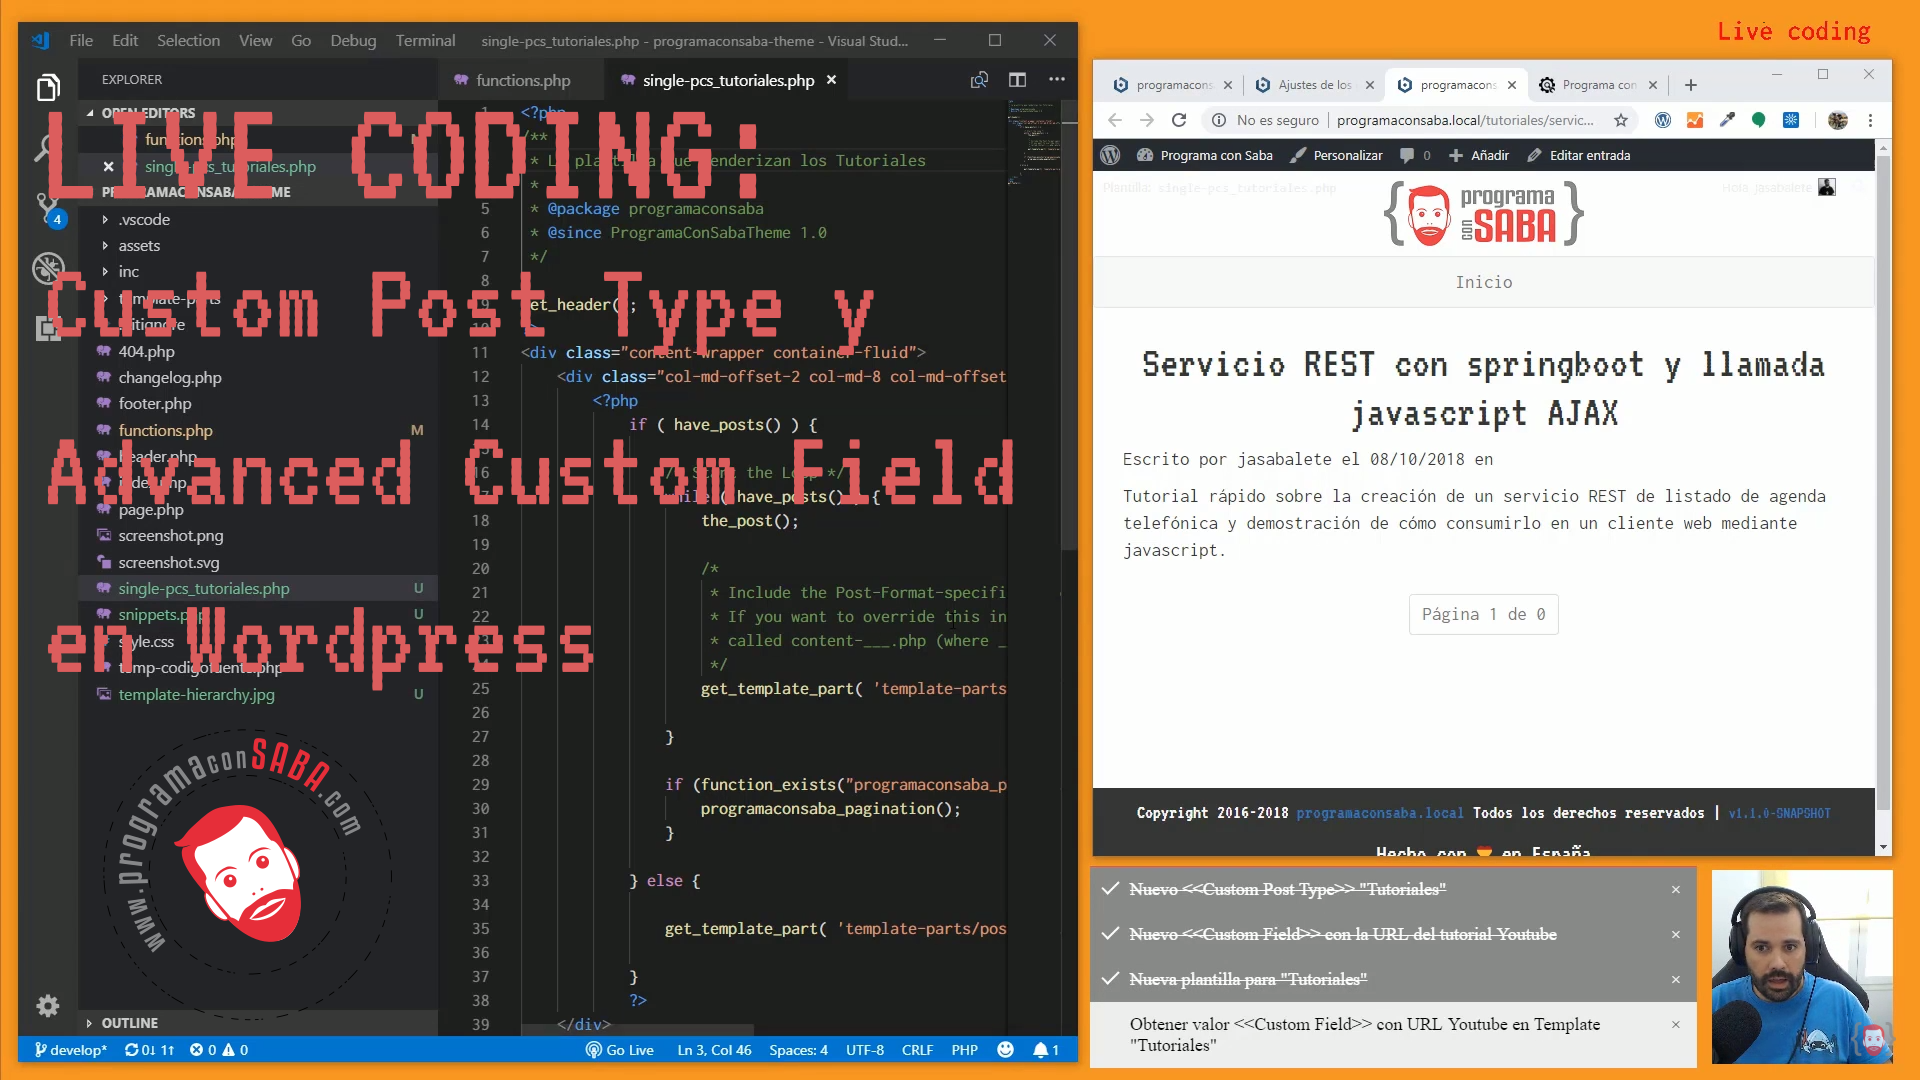 Live coding
File Edit Selection View Go Debug Terminal
single-pcs_tutoriales.php - programaconsaba-theme - Visual Stud...
EXPLORER
functions.php
single-pcs_tutoriales.php
OPEN EDITORS
functions.php
single-pcs_tutoriales.php
PROGRAMACONSABA-THEME
4
.vscode
assets
inc
template-parts
.gitignore
404.php
changelog.php
footer.php
functions.php M
header.php
index.php
page.php
screenshot.png
screenshot.svg
single-pcs_tutoriales.php U
snippets.php U
style.css
temp-codigofuente.php
template-hierarchy.jpg U
OUTLINE
LIVE CODING:
Custom Post Type y
Advanced Custom Field
en Wordpress
www.programaconSABA.com
1 <?php
/**
* La plantilla que renderizan los Tutoriales
*
5 * @package programaconsaba
6 * @since ProgramaConSabaTheme 1.0
7 */
8
9 get_header();
10 ?>
11 <div class="content-wrapper container-fluid">
12 <div class="col-md-offset-2 col-md-8 col-md-offset
13 <?php
14 if ( have_posts() ) {
16 /* Start the Loop */
17 while ( have_posts() ) {
18 the_post();
19
20 /*
21 * Include the Post-Format-specifi
22 * If you want to override this in
23 * called content-___.php (where _
*/
25 get_template_part( 'template-parts
26
27 }
28
29 if (function_exists("programaconsaba_p
30 programaconsaba_pagination();
31 }
32
33 } else {
34
35 get_template_part( 'template-parts/pos
36
37 }
38 ?>
39 </div>
develop* 0↓ 1↑ 0 0
Go Live Ln 3, Col 46 Spaces: 4 UTF-8 CRLF PHP 1
programacons
Ajustes de los
programacons
Programa con
No es seguro | programaconsaba.local/tutoriales/servic...
Programa con Saba Personalizar 0 Añadir Editar entrada
Plantilla: single-pcs_tutoriales.php
Hola, jasabalete
{programa
con SABA}
Inicio
Servicio REST con springboot y llamada
javascript AJAX
Escrito por jasabalete el 08/10/2018 en
Tutorial rápido sobre la creación de un servicio REST de listado de agenda
telefónica y demostración de cómo consumirlo en un cliente web mediante
javascript.
Página 1 de 0
Copyright 2016-2018 programaconsaba.local Todos los derechos reservados | v1.1.0-SNAPSHOT
Hecho con en España
Nuevo <<Custom Post Type>> "Tutoriales"
Nuevo <<Custom Field>> con la URL del tutorial Youtube
Nueva plantilla para "Tutoriales"
Obtener valor <<Custom Field>> con URL Youtube en Template
"Tutoriales"